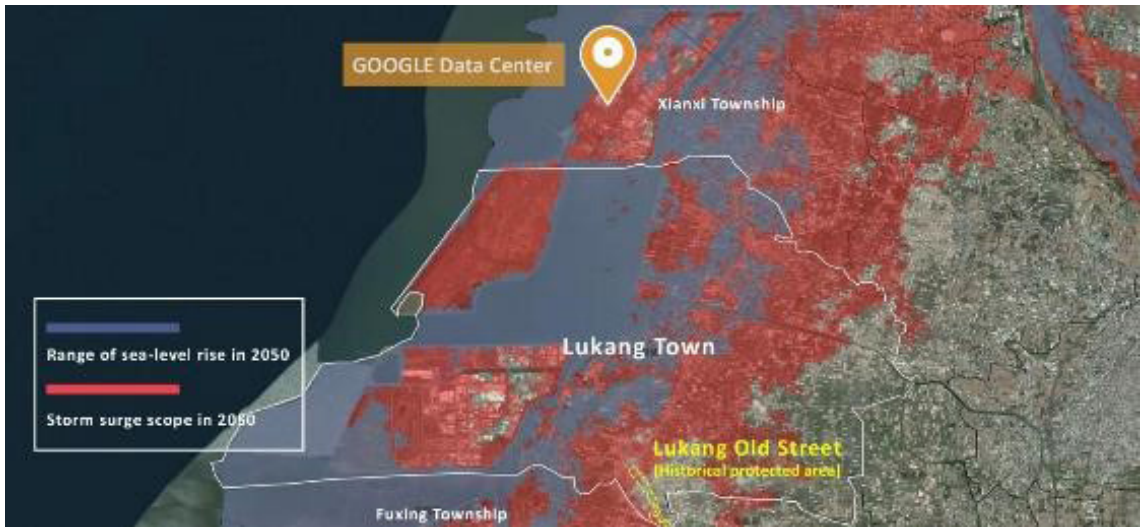 GOOGLE Data Center
Xianxi Township
Range of sea-level rise in 2050
Storm surge scope in 2050
Lukang Town
Lukang Old Street
(Historical protected area)
Fuxing Township